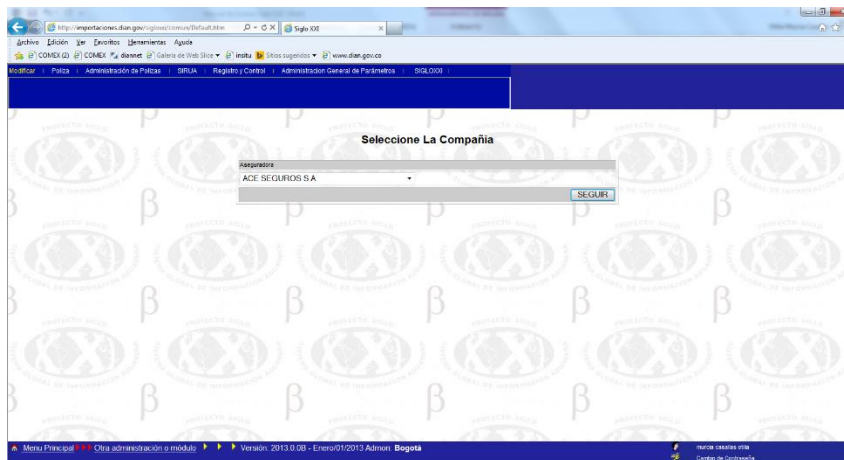 http://importaciones.dian.gov/sigloxxi/comun/Default.htm
Siglo XXI
Archivo Edición Ver Favoritos Herramientas Ayuda
COMEX (2) COMEX diannet Galería de Web Slice insitu Sitios sugeridos www.dian.gov.co
Modificar | Poliza | Administración de Polizas | SIRUA | Registro y Control | Administracion General de Parámetros | SIGLOXXI |
Seleccione La Compañia
Aseguradora
ACE SEGUROS S A
SEGUIR
Menu Principal Otra administración o módulo Versión: 2013.0.0B - Enero/01/2013 Admon: Bogotá
Cambio de Contraseña